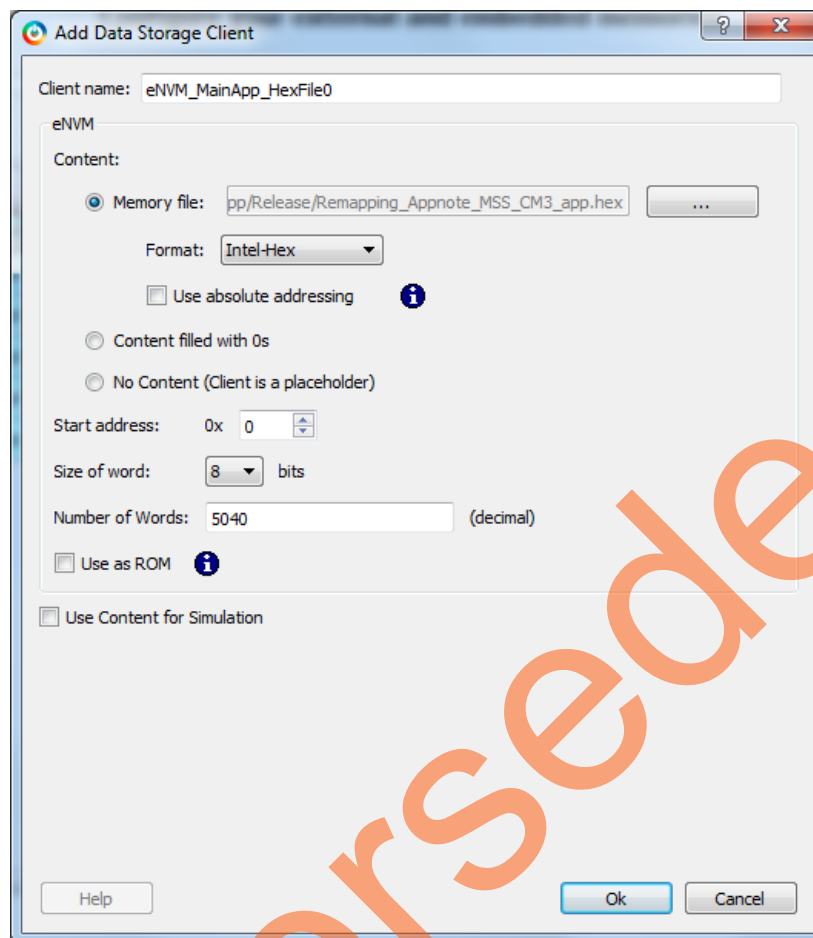 Add Data Storage Client
Client name: eNVM_MainApp_HexFile0
eNVM
Content:
Memory file: pp/Release/Remapping_Appnote_MSS_CM3_app.hex ...
Format: Intel-Hex
Use absolute addressing
Content filled with 0s
No Content (Client is a placeholder)
Start address: 0x 0
Size of word: 8 bits
Number of Words: 5040 (decimal)
Use as ROM
Use Content for Simulation
Help Ok Cancel